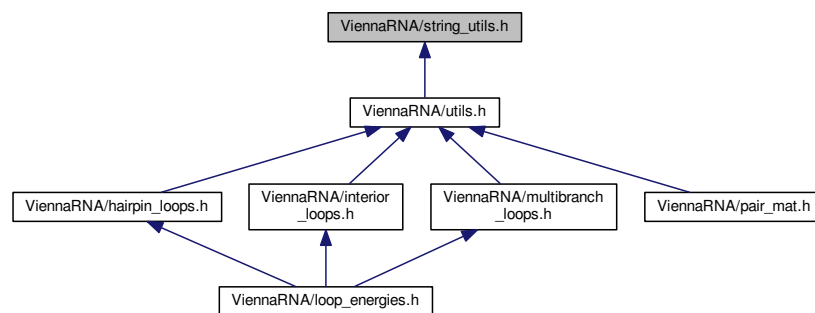 ViennaRNA/string_utils.h
ViennaRNA/utils.h
ViennaRNA/hairpin_loops.h
ViennaRNA/interior
_loops.h
ViennaRNA/multibranch
_loops.h
ViennaRNA/pair_mat.h
ViennaRNA/loop_energies.h